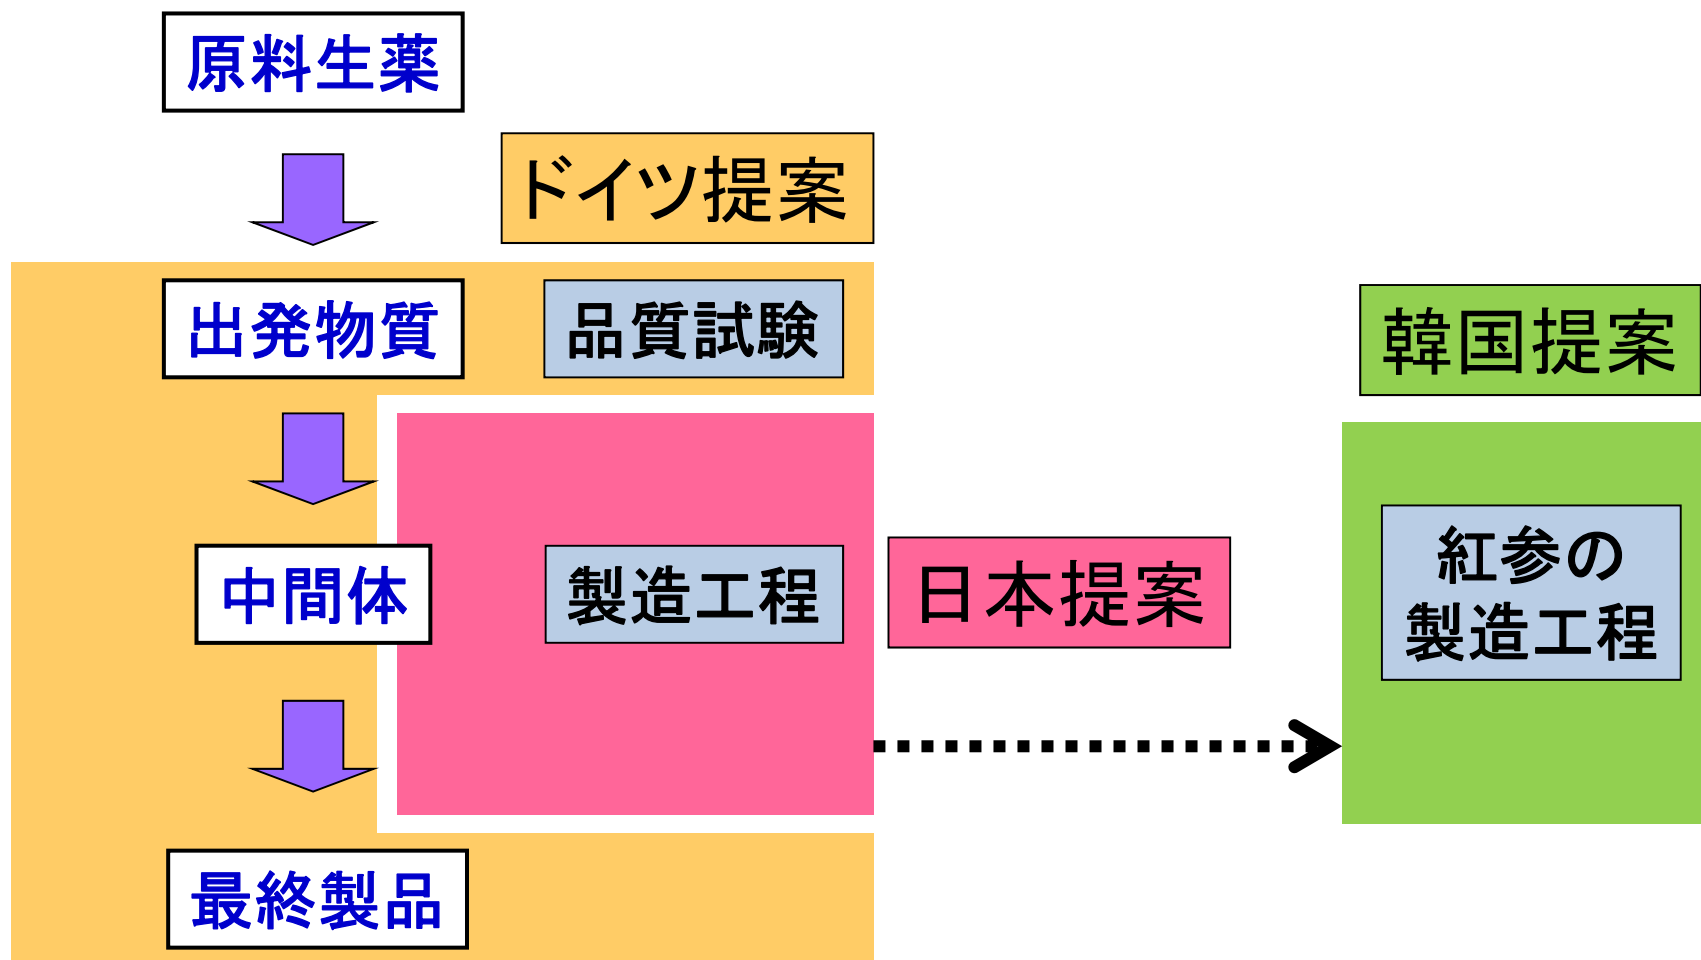 原料生薬
ドイツ提案
出発物質
品質試験
韓国提案
中間体
製造工程
日本提案
紅参の
製造工程
最終製品